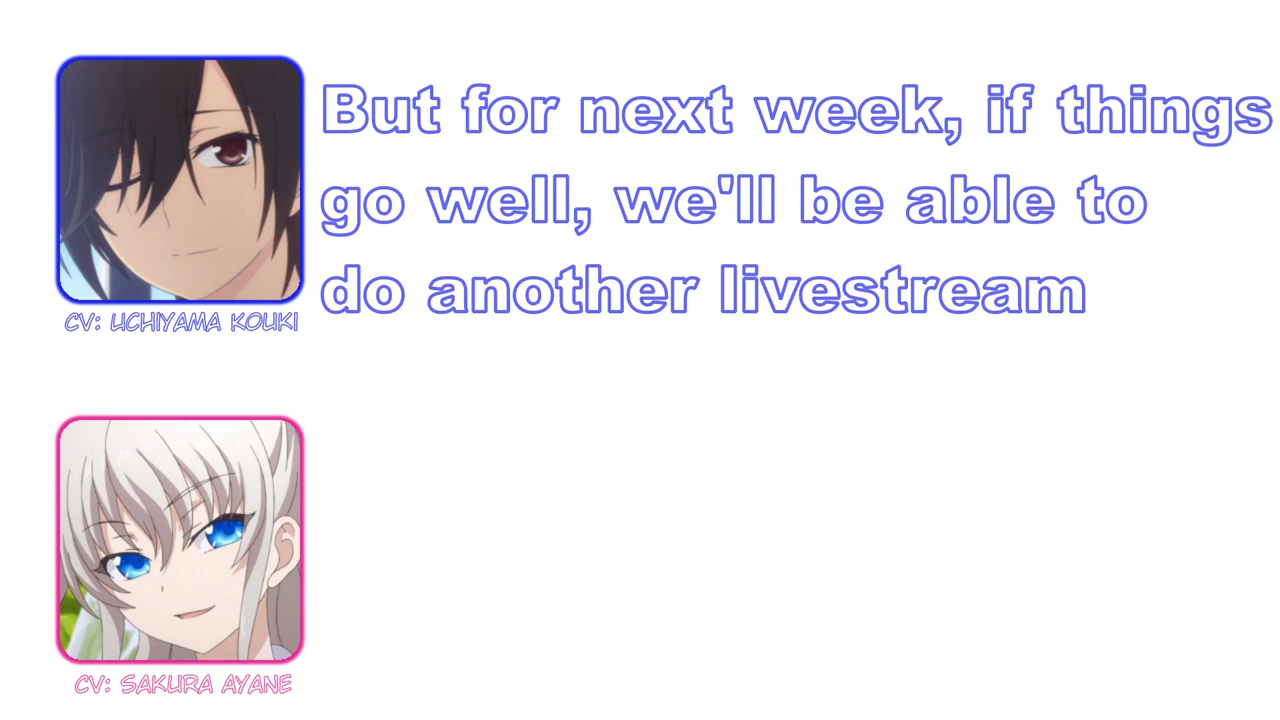 But for next week, if things
go well, we'll be able to
do another livestream
CV: UCHIYAMA KOUKI
CV: SAKURA AYANE